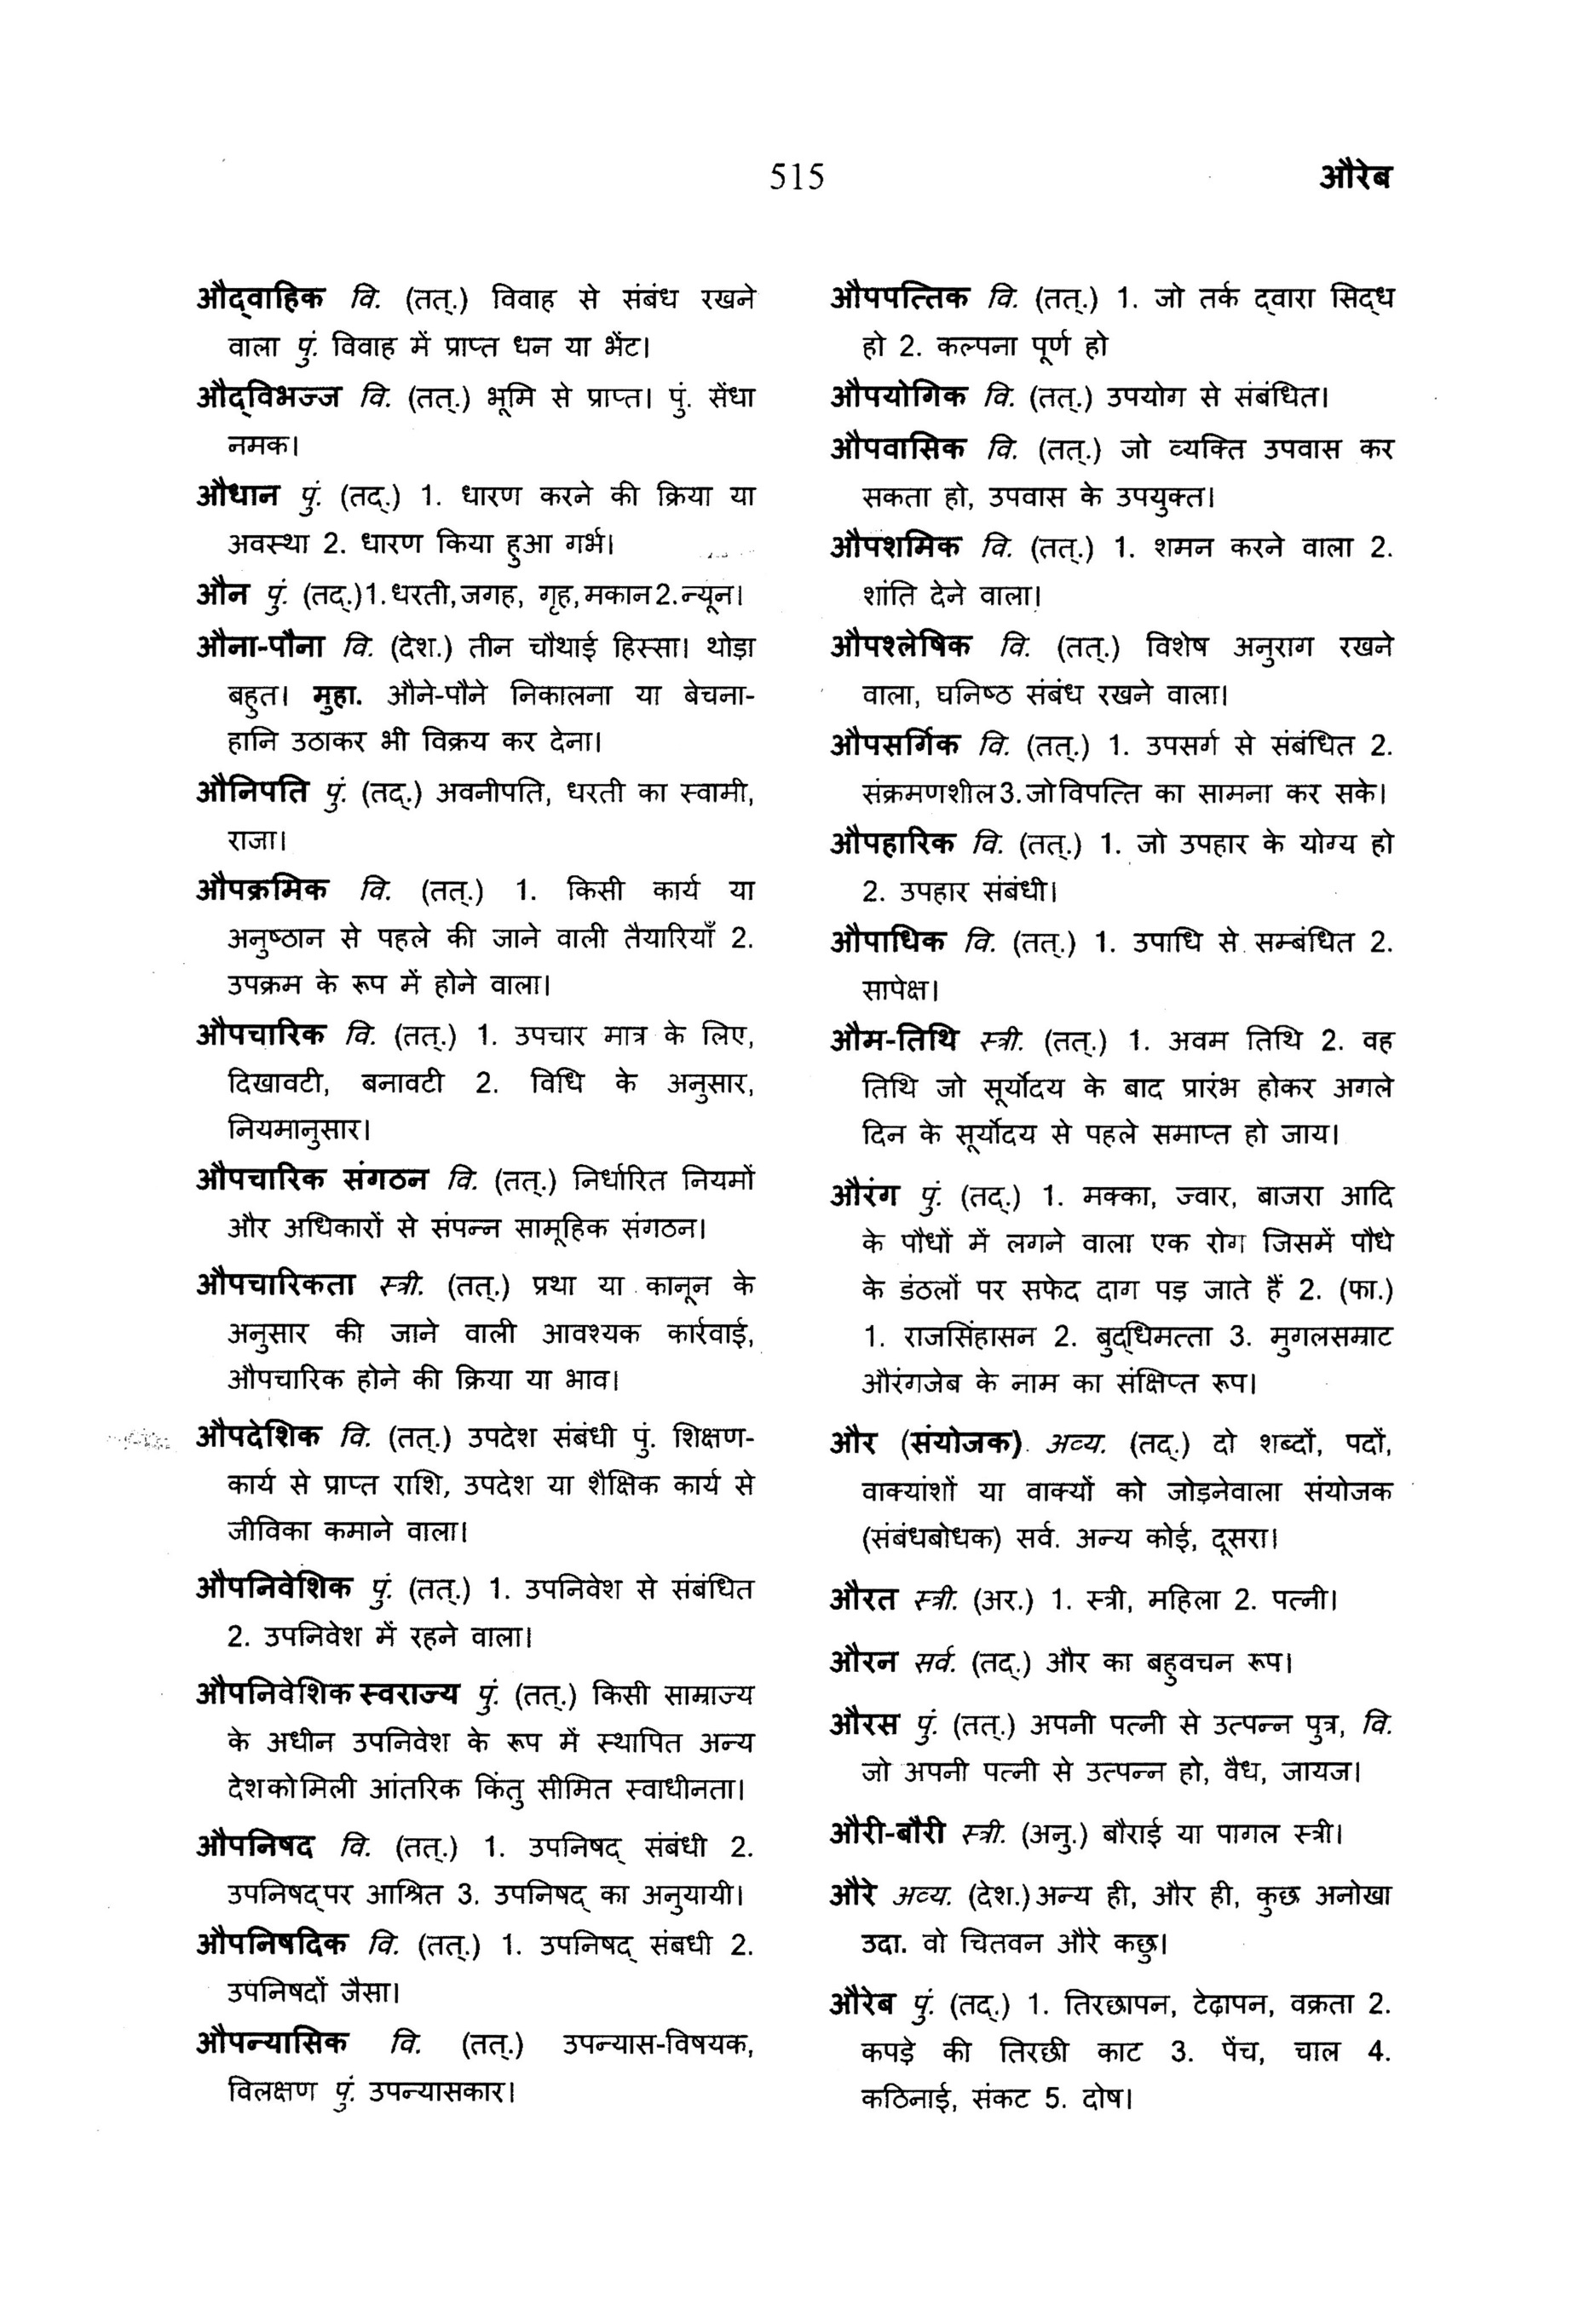 515
औरेब
औद्वाहिक वि. (तत्.) विवाह से संबंध रखने
वाला पुं. विवाह में प्राप्त धन या भेंट।
औद्विभज्ज वि. (तत्.) भूमि से प्राप्त। पुं. सेंधा
नमक।
औधान पुं. (तद्.) 1. धारण करने की क्रिया या
अवस्था 2. धारण किया हुआ गर्भ।
औन पुं. (तद्.)1.धरती,जगह, गृह,मकान2.न्यून।
औना-पौना वि. (देश.) तीन चौथाई हिस्सा। थोड़ा
बहुत। मुहा. औने-पौने निकालना या बेचना-
हानि उठाकर भी विक्रय कर देना।
औनिपति पुं. (तद्.) अवनीपति, धरती का स्वामी,
राजा।
औपक्रमिक वि. (तत्.) 1. किसी कार्य या
अनुष्ठान से पहले की जाने वाली तैयारियाँ 2.
उपक्रम के रूप में होने वाला।
औपचारिक वि. (तत्.) 1. उपचार मात्र के लिए,
दिखावटी, बनावटी 2. विधि के अनुसार,
नियमानुसार।
औपचारिक संगठन वि. (तत्.) निर्धारित नियमों
और अधिकारों से संपन्न सामूहिक संगठन।
औपचारिकता स्त्री. (तत्.) प्रथा या कानून के
अनुसार की जाने वाली आवश्यक कार्रवाई,
औपचारिक होने की क्रिया या भाव।
औपदेशिक वि. (तत्.) उपदेश संबंधी पुं. शिक्षण-
कार्य से प्राप्त राशि, उपदेश या शैक्षिक कार्य से
जीविका कमाने वाला।
औपनिवेशिक पुं. (तत्.) 1. उपनिवेश से संबंधित
2. उपनिवेश में रहने वाला।
औपनिवेशिक स्वराज्य पुं. (तत्.) किसी साम्राज्य
के अधीन उपनिवेश के रूप में स्थापित अन्य
देश को मिली आंतरिक किंतु सीमित स्वाधीनता।
औपनिषद वि. (तत्.) 1. उपनिषद् संबंधी 2.
उपनिषद् पर आश्रित 3. उपनिषद् का अनुयायी।
औपनिषदिक वि. (तत्.) 1. उपनिषद् संबधी 2.
उपनिषदों जैसा।
औपन्यासिक वि. (तत्.) उपन्यास-विषयक,
विलक्षण पुं. उपन्यासकार।
औपपत्तिक वि. (तत्.) 1. जो तर्क द्वारा सिद्ध
हो 2. कल्पना पूर्ण हो
औपयोगिक वि. (तत्.) उपयोग से संबंधित।
औपवासिक वि. (तत्.) जो व्यक्ति उपवास कर
सकता हो, उपवास के उपयुक्त।
औपशमिक वि. (तत्.) 1. शमन करने वाला 2.
शांति देने वाला।
औपश्लेषिक वि. (तत्.) विशेष अनुराग रखने
वाला, घनिष्ठ संबंध रखने वाला।
औपसर्गिक वि. (तत्.) 1. उपसर्ग से संबंधित 2.
संक्रमणशील3.जो विपत्ति का सामना कर सके।
औपहारिक वि. (तत्.) 1. जो उपहार के योग्य हो
2. उपहार संबंधी।
औपाधिक वि. (तत्.) 1. उपाधि से सम्बंधित 2.
सापेक्ष।
औम-तिथि स्त्री. (तत्.) 1. अवम तिथि 2. वह
तिथि जो सूर्योदय के बाद प्रारंभ होकर अगले
दिन के सूर्योदय से पहले समाप्त हो जाय।
औरंग पुं. (तद्.) 1. मक्का, ज्वार, बाजरा आदि
के पौधों में लगने वाला एक रोग जिसमें पौधे
के डंठलों पर सफेद दाग पड़ जाते हैं 2. (फा.)
1. राजसिंहासन 2. बुद्धिमत्ता 3. मुगलसम्राट
औरंगजेब के नाम का संक्षिप्त रूप।
और (संयोजक) अव्य. (तद्.) दो शब्दों, पदों,
वाक्यांशों या वाक्यों को जोड़नेवाला संयोजक
(संबंधबोधक) सर्व. अन्य कोई, दूसरा।
औरत स्त्री. (अर.) 1. स्त्री, महिला 2. पत्नी।
औरन सर्व. (तद्.) और का बहुवचन रूप।
औरस पुं. (तत्.) अपनी पत्नी से उत्पन्न पुत्र, वि.
जो अपनी पत्नी से उत्पन्न हो, वैध, जायज।
औरी-बौरी स्त्री. (अनु.) बौराई या पागल स्त्री।
औरे अव्य. (देश.) अन्य ही, और ही, कुछ अनोखा
उदा. वो चितवन औरे कछु।
औरेब पुं. (तद्.) 1. तिरछापन, टेढ़ापन, वक्रता 2.
कपड़े की तिरछी काट 3. पेंच, चाल 4.
कठिनाई, संकट 5. दोष।